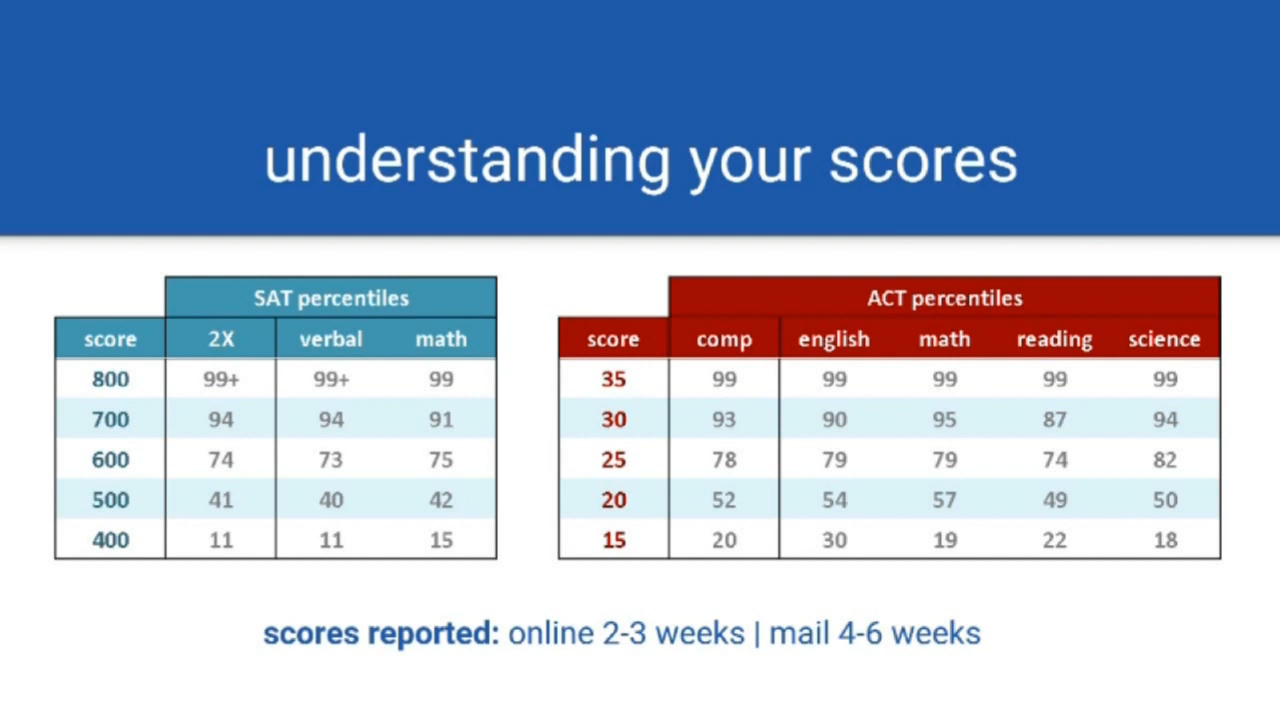 understanding your scores
SAT percentiles
score 2X verbal math
800 99+ 99+ 99
700 94 94 91
600 74 73 75
500 41 40 42
400 11 11 15
ACT percentiles
score comp english math reading science
35 99 99 99 99 99
30 93 90 95 87 94
25 78 79 79 74 82
20 52 54 57 49 50
15 20 30 19 22 18
scores reported: online 2-3 weeks | mail 4-6 weeks